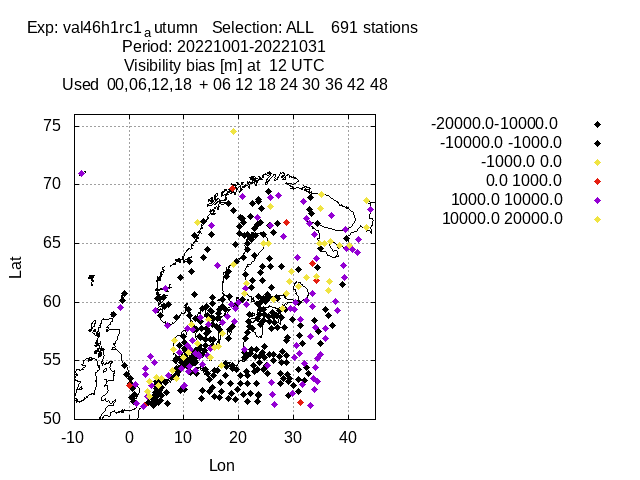 Exp: val46h1rc1autumn Selection: ALL 691 stations
Period: 20221001-20221031
Visibility bias [m] at 12 UTC
Used 00,06,12,18 + 06 12 18 24 30 36 42 48
-20000.0-10000.0
-10000.0 -1000.0
-1000.0 0.0
0.0 1000.0
1000.0 10000.0
10000.0 20000.0
75
70
65
60
55
50
Lat
-10 0 10 20 30 40
Lon